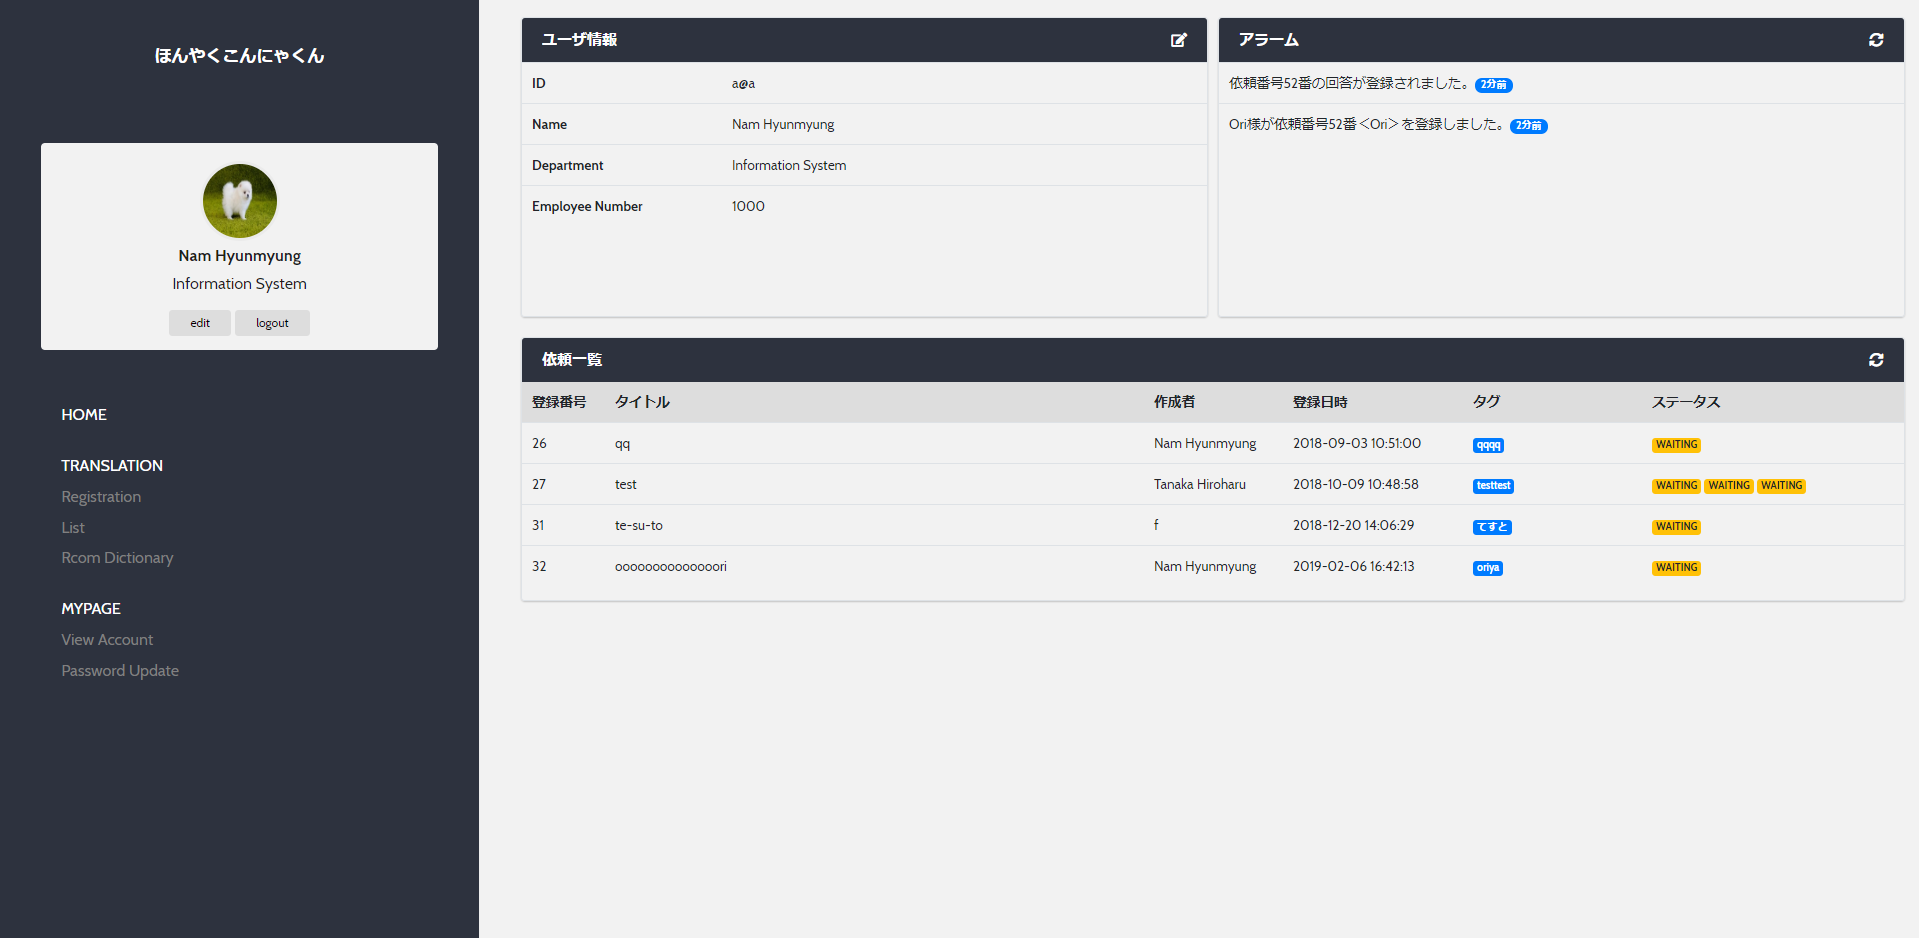 ほんやくこんにゃくん
Nam Hyunmyung
Information System
edit logout
HOME
TRANSLATION
Registration
List
Rcom Dictionary
MYPAGE
View Account
Password Update
ユーザ情報
ID a@a
Name Nam Hyunmyung
Department Information System
Employee Number 1000
アラーム
依頼番号52番の回答が登録されました。 2分前
Ori様が依頼番号52番＜Ori＞を登録しました。 2分前
依頼一覧
登録番号 タイトル 作成者 登録日時 タグ ステータス
26 qq Nam Hyunmyung 2018-09-03 10:51:00 qqqq WAITING
27 test Tanaka Hiroharu 2018-10-09 10:48:58 testtest WAITING WAITING WAITING
31 te-su-to f 2018-12-20 14:06:29 てすと WAITING
32 oooooooooooooori Nam Hyunmyung 2019-02-06 16:42:13 oriya WAITING